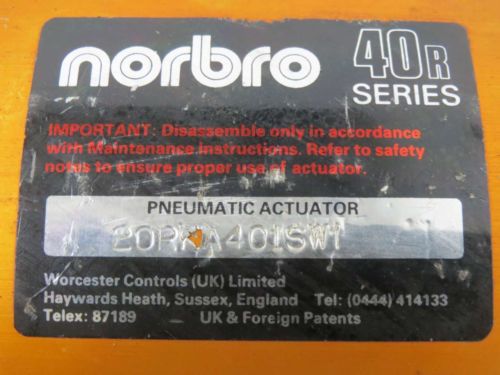 norbro 40R
SERIES
IMPORTANT: Disassemble only in accordance
with Maintenance Instructions. Refer to safety
notes to ensure proper use of actuator.
PNEUMATIC ACTUATOR
Worcester Controls (UK) Limited
Haywards Heath, Sussex, England Tel: (0444) 414133
Telex: 87189 UK & Foreign Patents